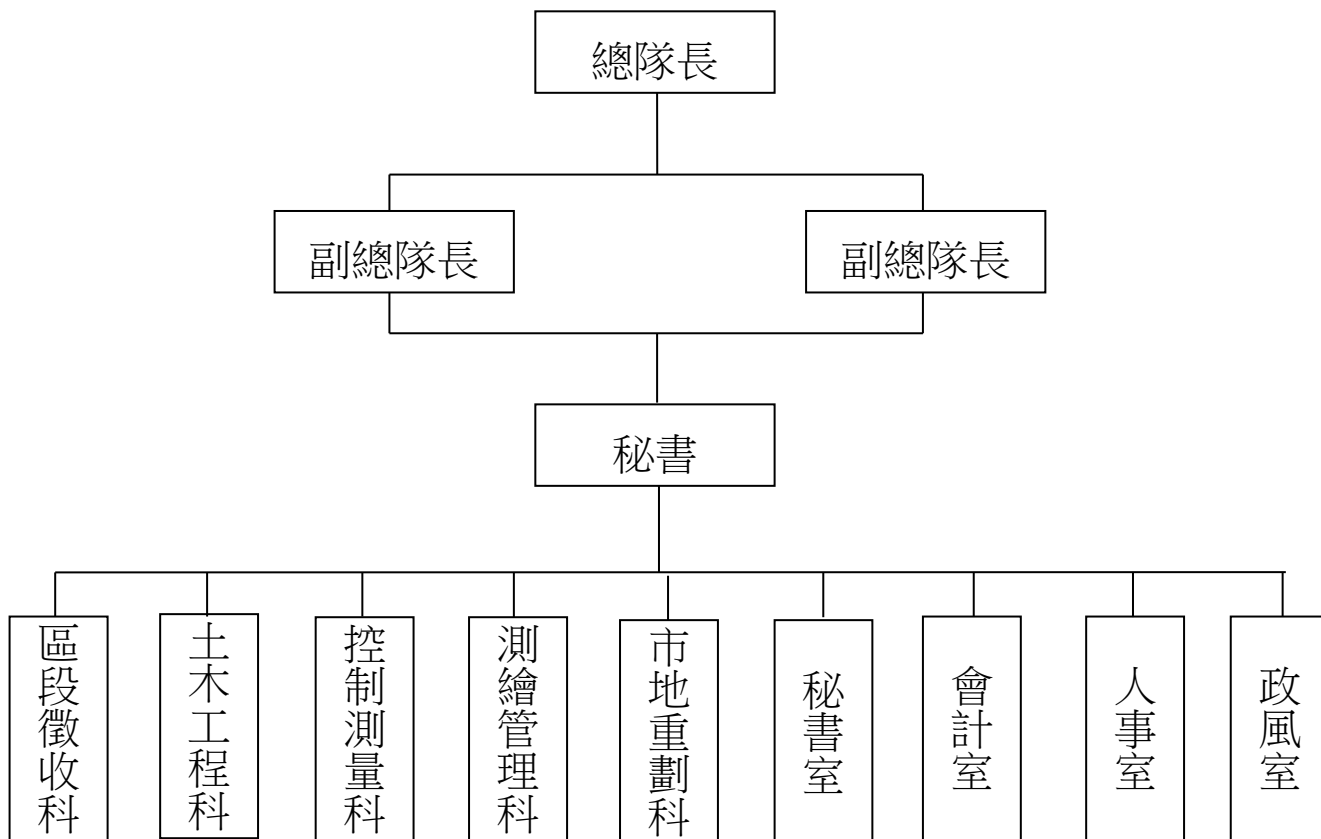 總隊長
副總隊長
副總隊長
秘書
區段徵收科
土木工程科
控制測量科
測繪管理科
市地重劃科
秘書室
會計室
人事室
政風室